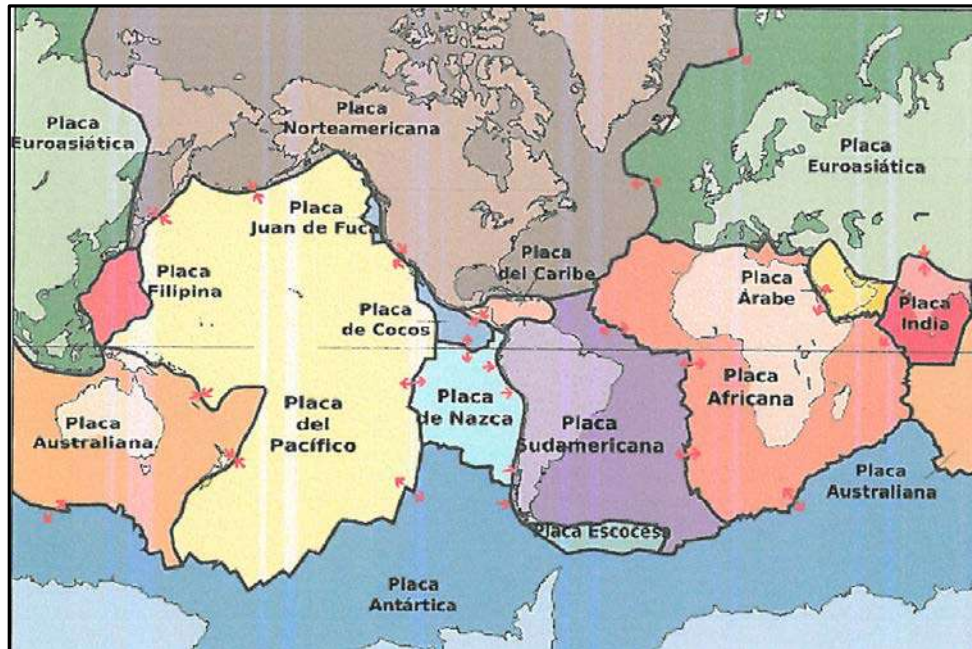 Placa
Euroasiática
Placa
Norteamericana
Placa
Euroasiática
Placa
Juan de Fuca
Placa
Filipina
Placa
del Caribe
Placa
Árabe
Placa
India
Placa
de Cocos
Placa
Australiana
Placa
del
Pacífico
Placa
de Nazca
Placa
Sudamericana
Placa
Africana
Placa
Australiana
Placa Escocesa
Placa
Antártica